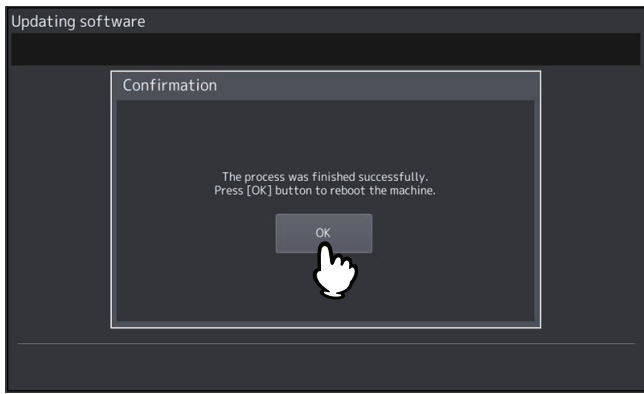 Updating software
Confirmation
The process was finished successfully.
Press [OK] button to reboot the machine.
OK